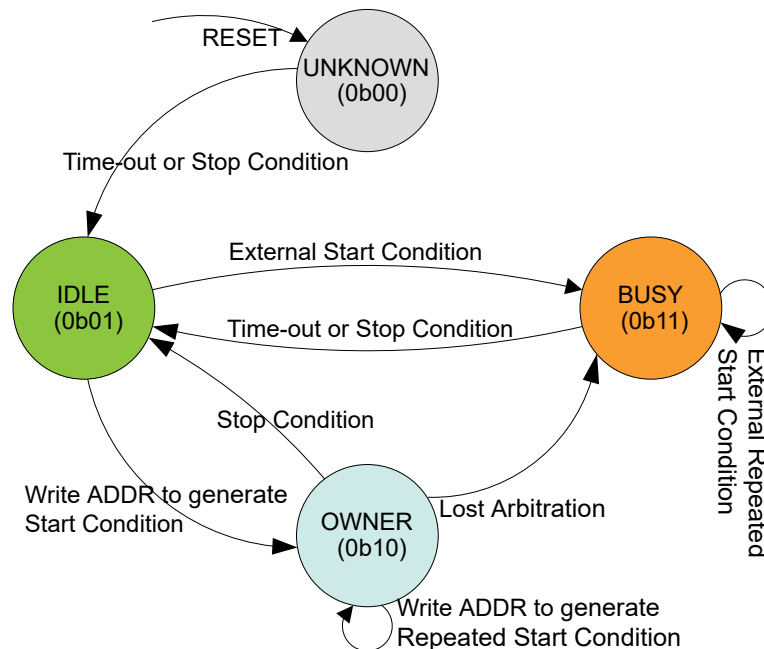 RESET
UNKNOWN
(0b00)
Time-out or Stop Condition
External Start Condition
IDLE
(0b01)
BUSY
(0b11)
Time-out or Stop Condition
External Repeated
Start Condition
Stop Condition
Write ADDR to generate
Start Condition
Lost Arbitration
OWNER
(0b10)
Write ADDR to generate
Repeated Start Condition